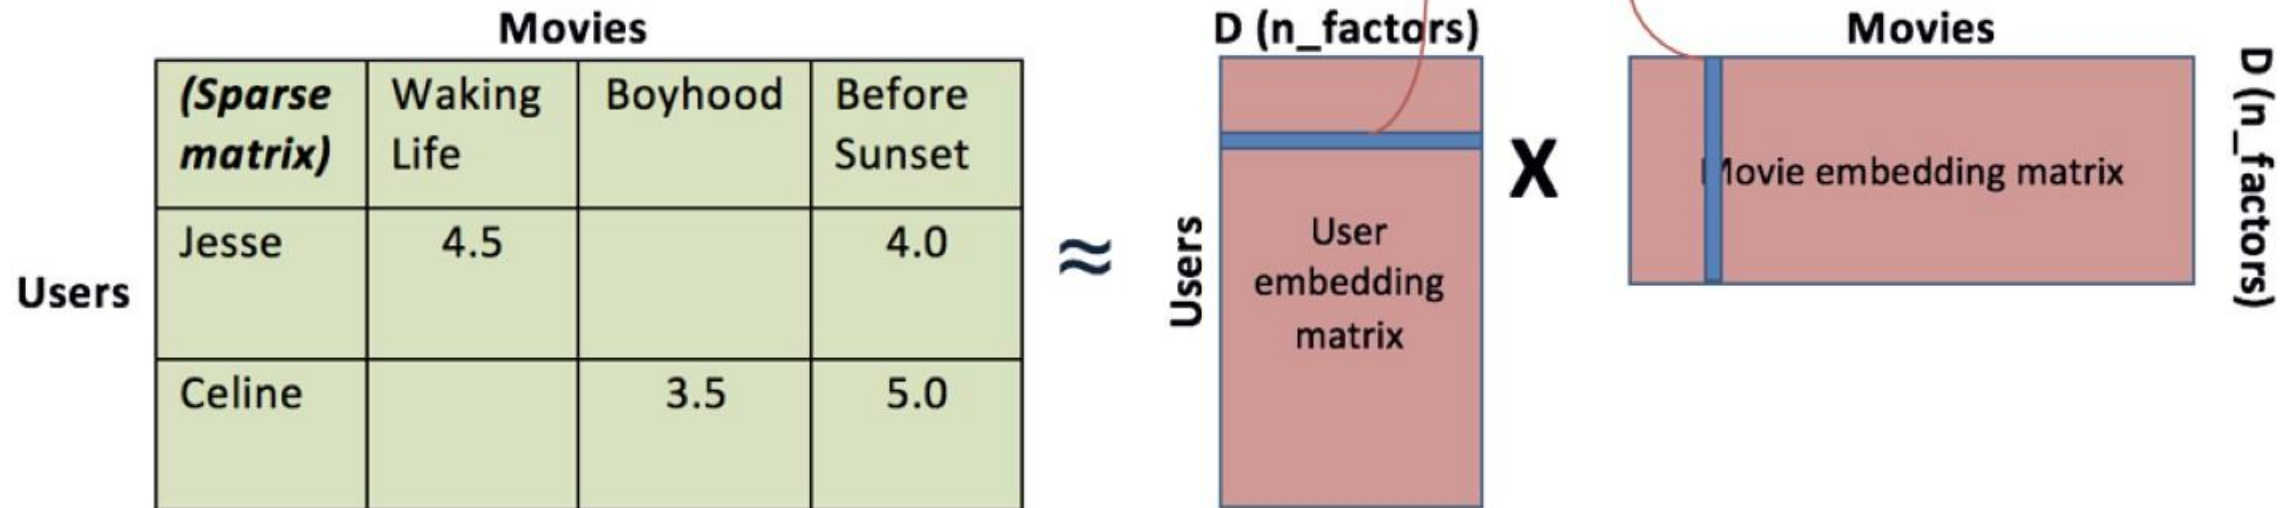 Movies
(Sparse matrix)
Waking Life
Boyhood
Before Sunset
Users
Jesse
4.5
4.0
Celine
3.5
5.0
≈
D (n_factors)
Users
User
embedding
matrix
X
Movies
Movie embedding matrix
D (n_factors)